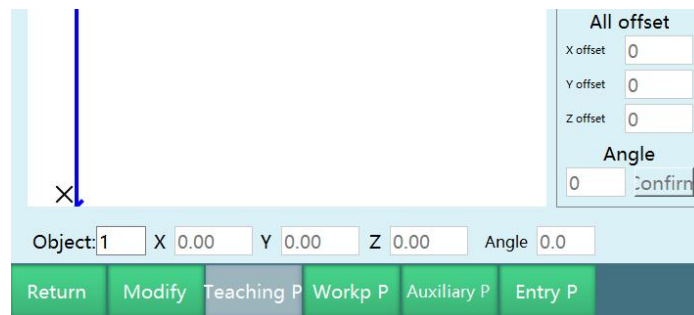 All offset
X offset 0
Y offset 0
Z offset 0
Angle
0 Confirm
X
Object: 1 X 0.00 Y 0.00 Z 0.00 Angle 0.0
Return Modify Teaching P Workp P Auxiliary P Entry P